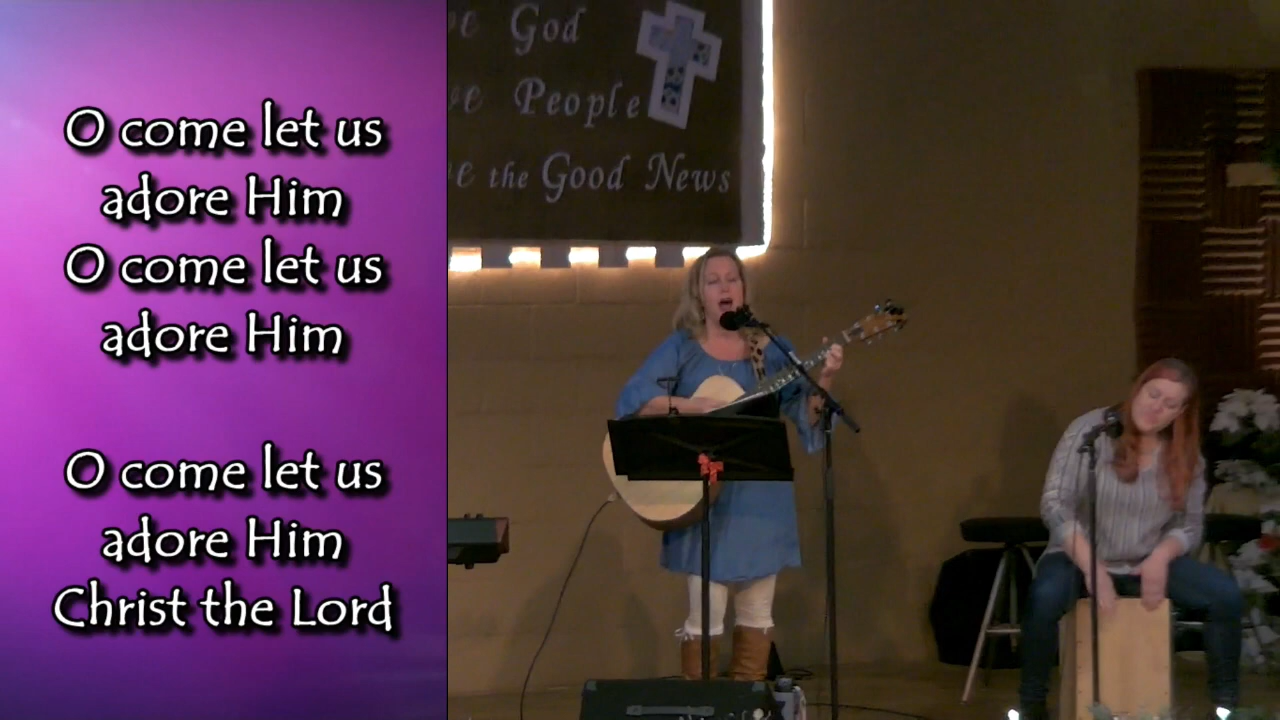 O come let us
adore Him
O come let us
adore Him
O come let us
adore Him
Christ the Lord
God
People
the Good News